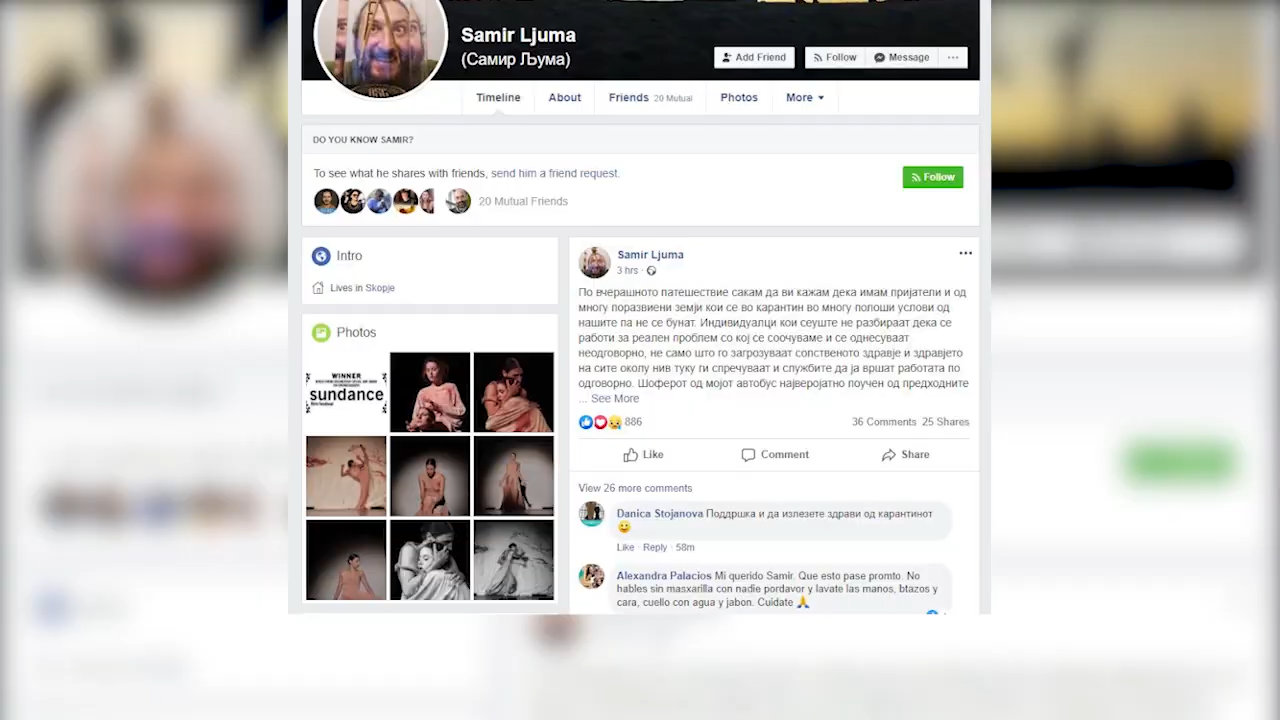 Samir Ljuma
(Самир Љума)
Add Friend
Follow
Message
Timeline
About
Friends 20 Mutual
Photos
More
DO YOU KNOW SAMIR?
To see what he shares with friends, send him a friend request.
Follow
20 Mutual Friends
Intro
Lives in Skopje
Photos
WINNER
sundance
Samir Ljuma
3 hrs ·
По вчерашното патешествие сакам да ви кажам дека имам пријатели и од
многу поразвиени земји кои се во карантин во многу полоши услови од
нашите па не се бунат. Индивидуалци кои сеуште не разбираат дека се
работи за реален проблем со кој се соочуваме и се однесуваат
неодговорно, не само што го загрозуваат сопственото здравје и здравјето
на сите околу нив туку ги спречуваат и службите да ја вршат работата по
одговорно. Шоферот од мојот автобус најверојатно поучен од предходните
... See More
886
36 Comments 25 Shares
Like
Comment
Share
View 26 more comments
Danica Stojanova Поддршка и да излезете здрави од карантинот
Like · Reply · 58m
Alexandra Palacios Mi querido Samir. Que esto pase promto. No
hables sin masxarilla con nadie pordavor y lavate las manos, btazos y
cara, cuello con agua y jabon. Cuidate